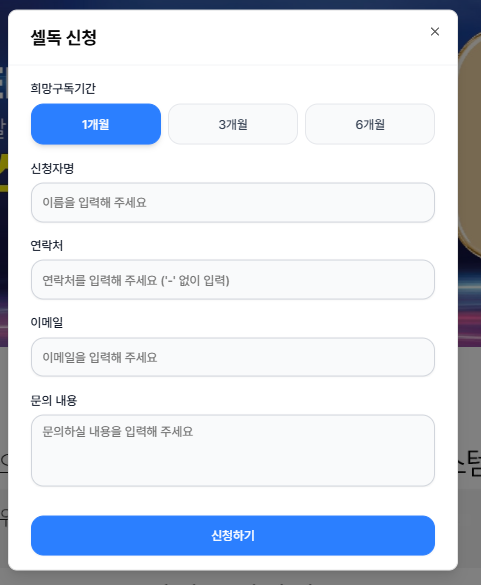 셀독 신청
×
희망구독기간
1개월
3개월
6개월
신청자명
이름을 입력해 주세요
연락처
연락처를 입력해 주세요 ('-' 없이 입력)
이메일
이메일을 입력해 주세요
문의 내용
문의하실 내용을 입력해 주세요
신청하기